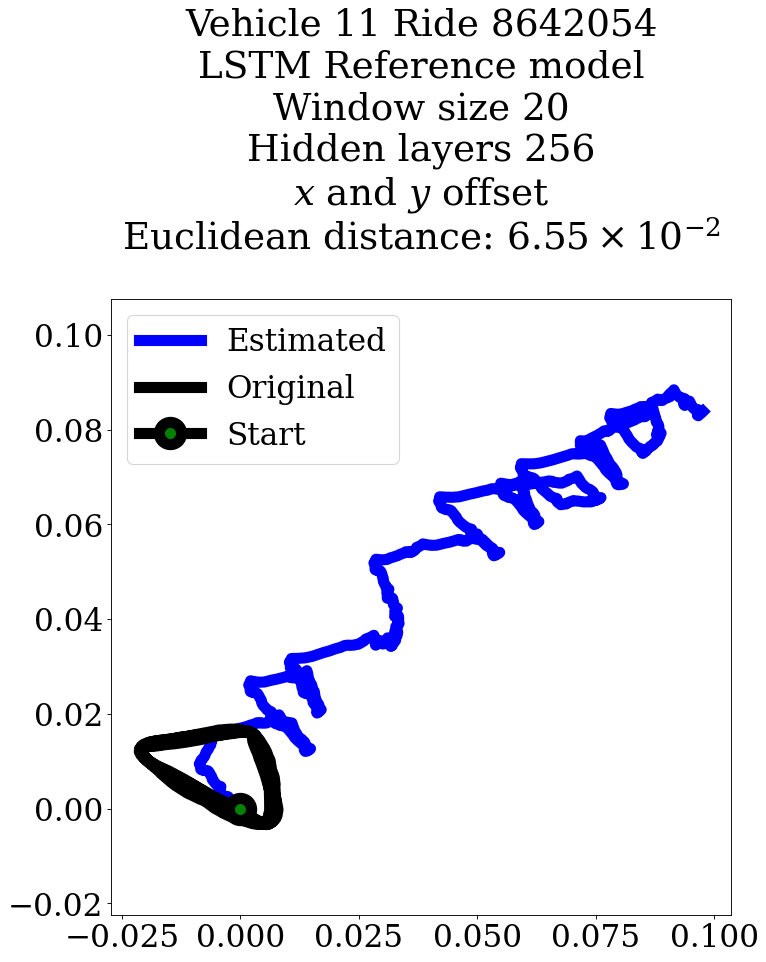 Vehicle 11 Ride 8642054
LSTM Reference model
Window size 20
Hidden layers 256
x and y offset
Euclidean distance: 6.55 × 10⁻²
Estimated
Original
Start
0.10
0.08
0.06
0.04
0.02
0.00
−0.02
−0.025 0.000 0.025 0.050 0.075 0.100